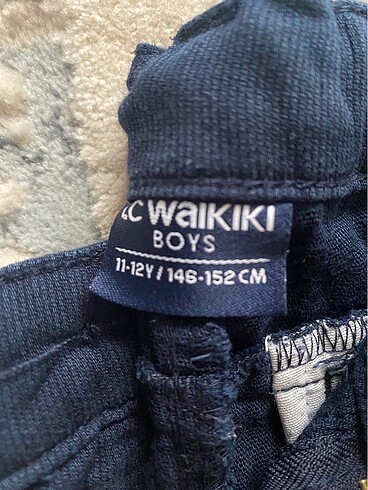 LC WAIKIKI
BOYS
11-12Y / 146-152 CM